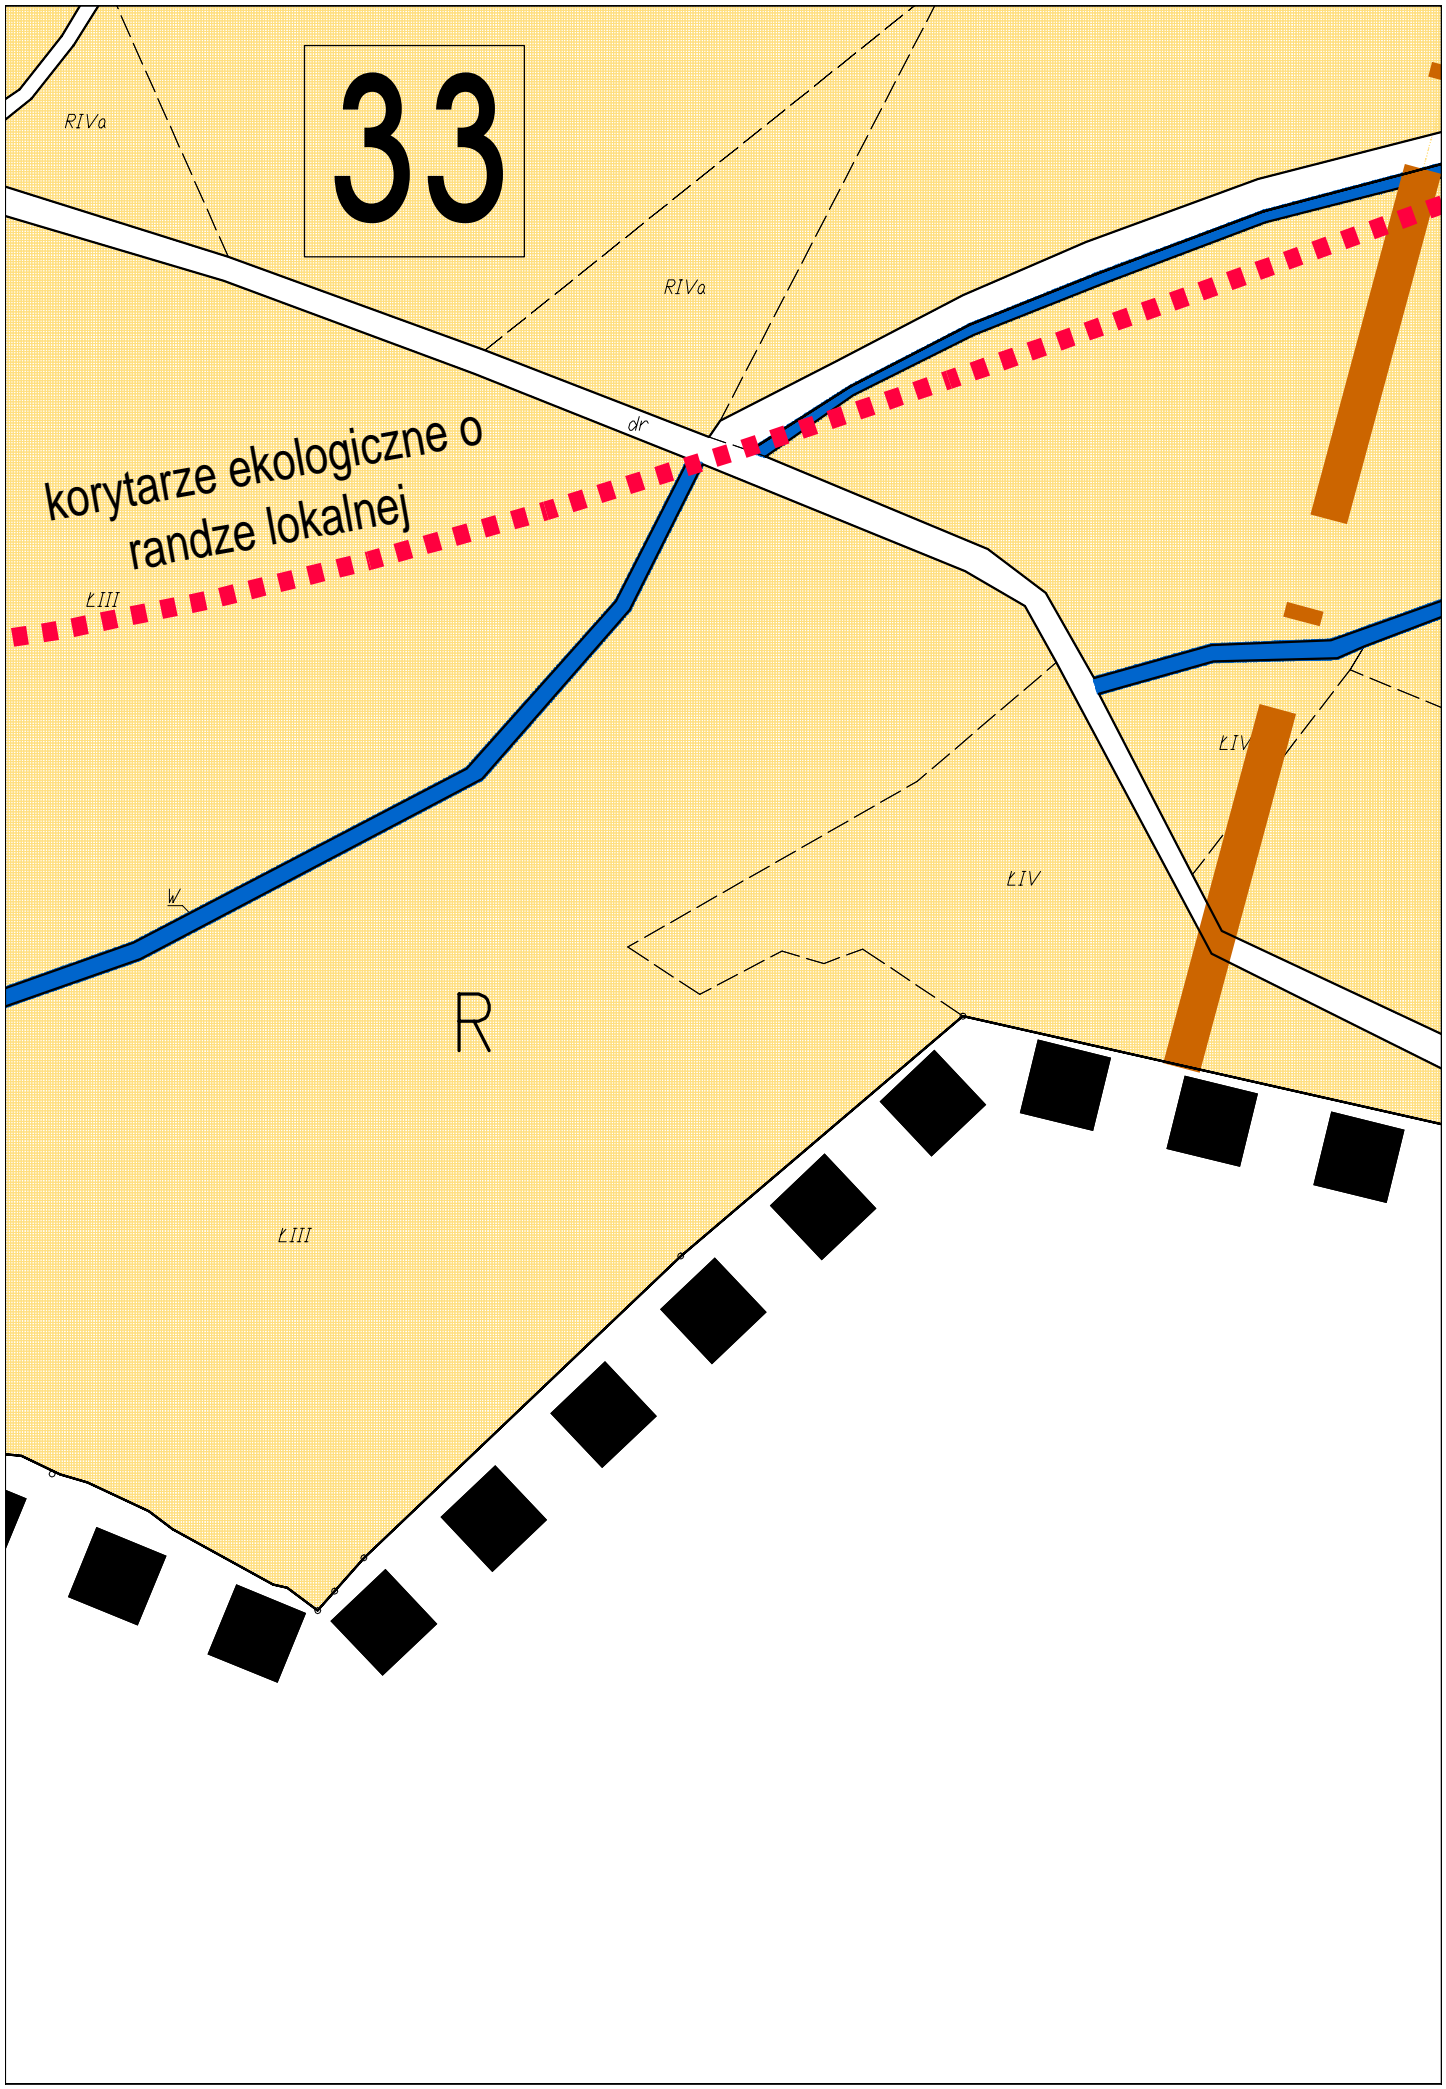 33
RIVa
RIVa
dr
korytarze ekologiczne o
randze lokalnej
ŁIII
ŁIV
ŁIV
W
R
ŁIII